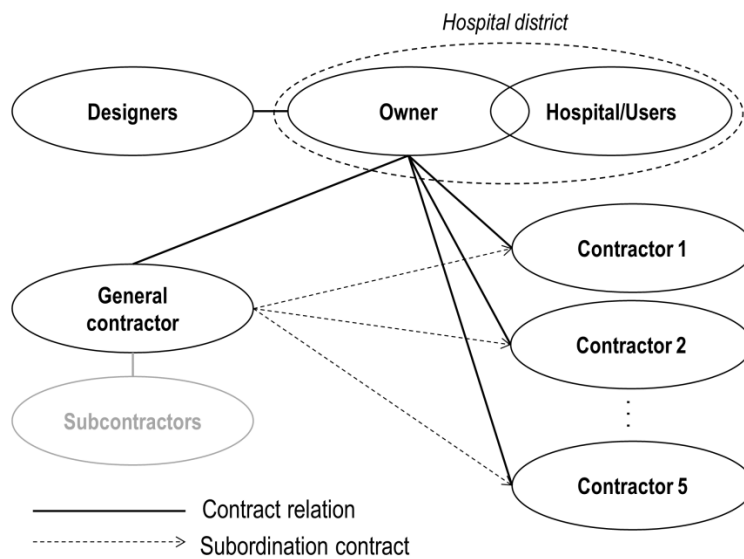 Hospital district
Designers
Owner
Hospital/Users
Contractor 1
General
contractor
Contractor 2
Subcontractors
Contractor 5
Contract relation
Subordination contract